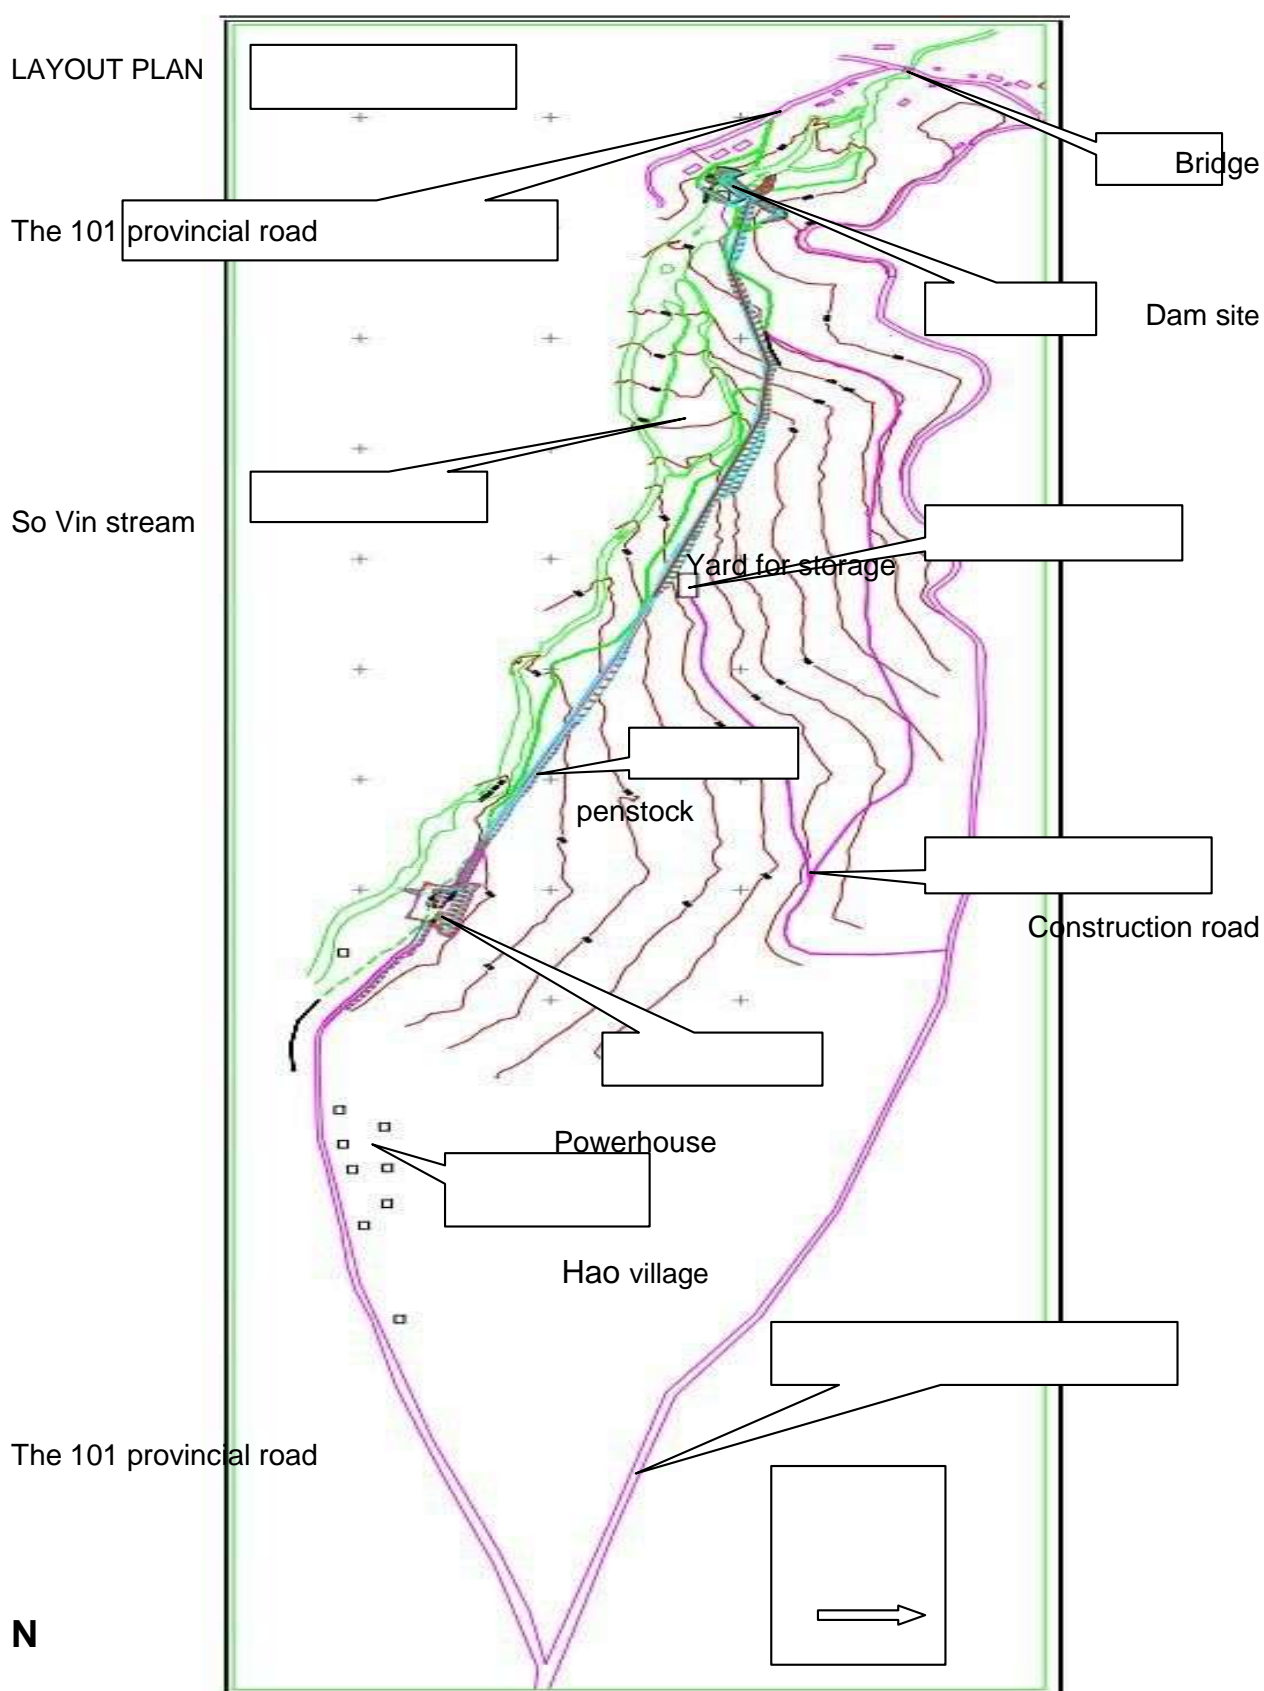 LAYOUT PLAN
Bridge
The 101 provincial road
Dam site
So Vin stream
Yard for storage
penstock
Construction road
Powerhouse
Hao village
The 101 provincial road
N